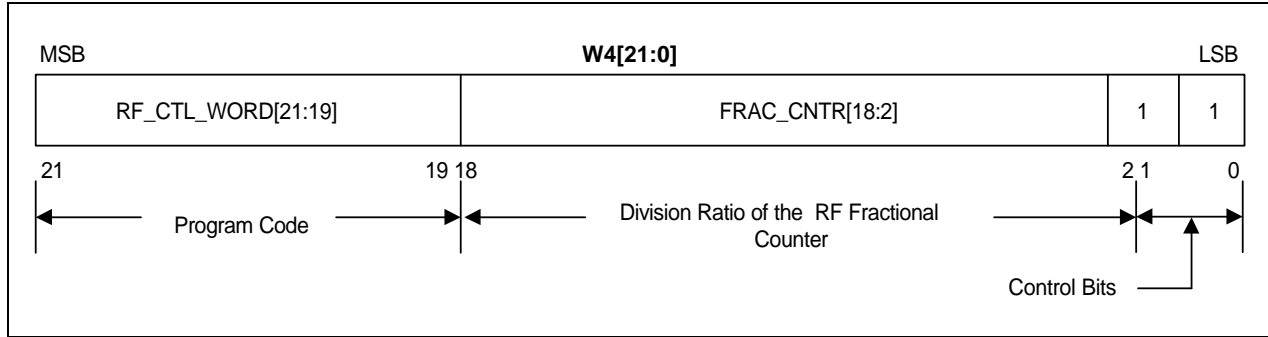 MSB W4[21:0] LSB
RF_CTL_WORD[21:19] FRAC_CNTR[18:2] 1 1
21 19 18 2 1 0
Program Code
Division Ratio of the RF Fractional
Counter
Control Bits